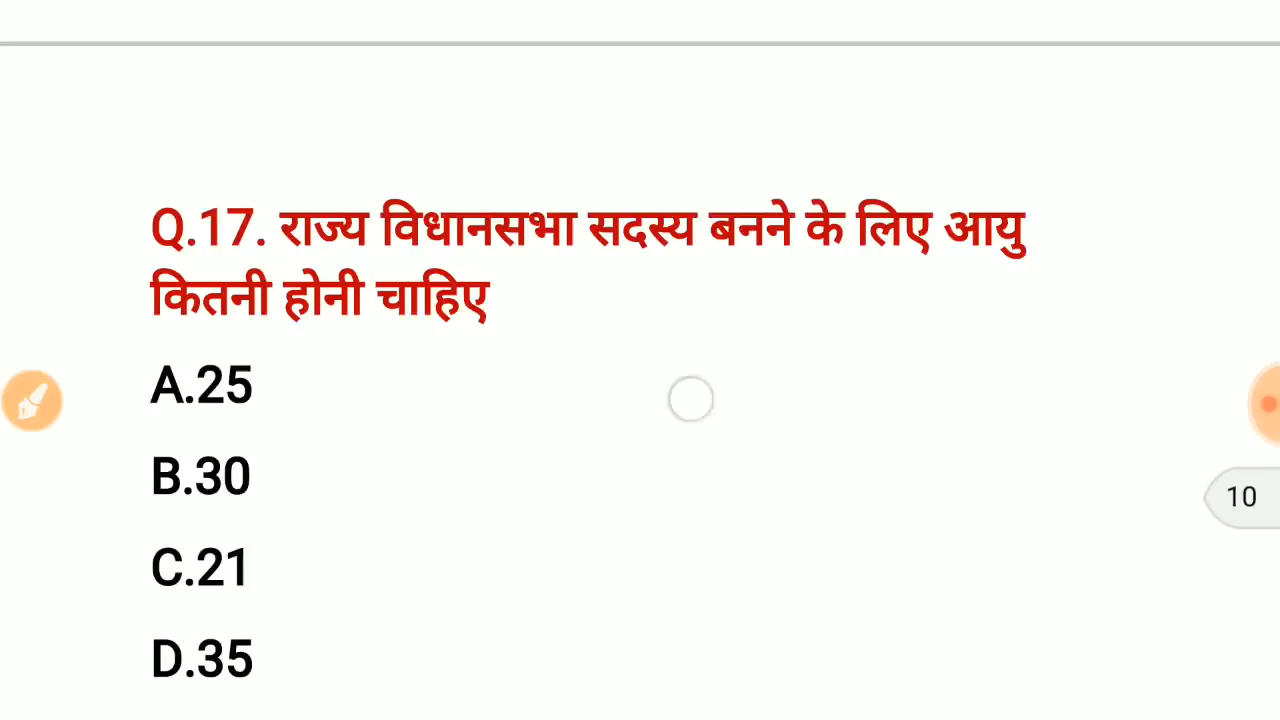 Q.17. राज्य विधानसभा सदस्य बनने के लिए आयु
कितनी होनी चाहिए
A.25
B.30
10
C.21
D.35